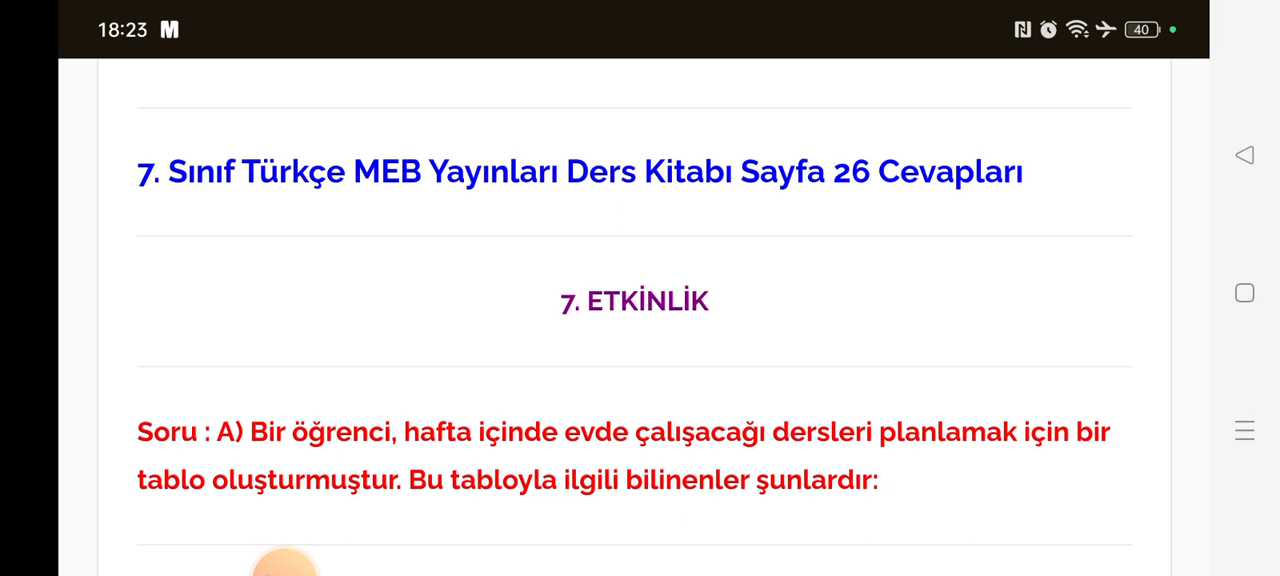 18:23 M
40
7. Sınıf Türkçe MEB Yayınları Ders Kitabı Sayfa 26 Cevapları
7. ETKİNLİK
Soru : A) Bir öğrenci, hafta içinde evde çalışacağı dersleri planlamak için bir
tablo oluşturmuştur. Bu tabloyla ilgili bilinenler şunlardır: